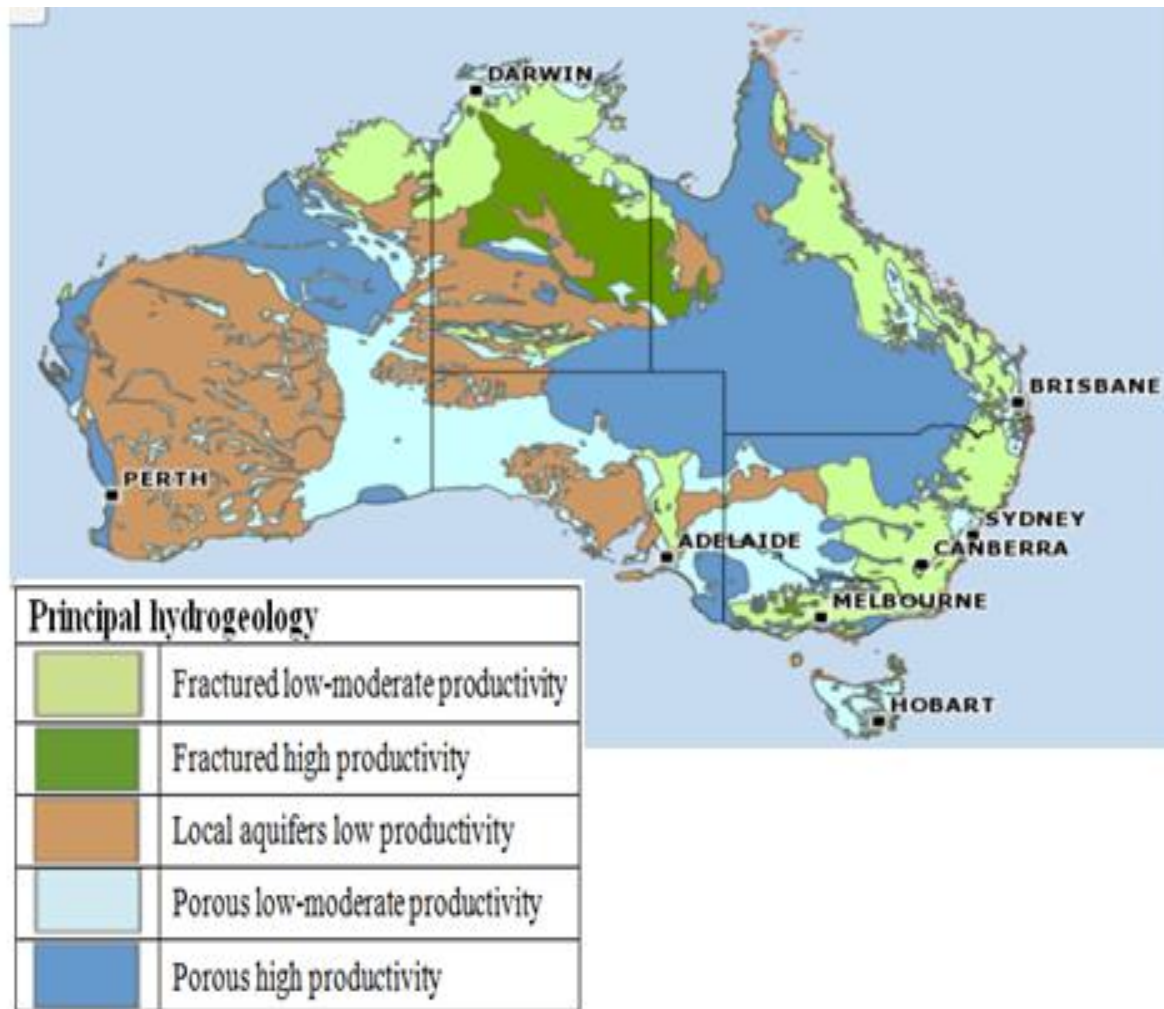 DARWIN
BRISBANE
PERTH
SYDNEY
ADELAIDE
CANBERRA
MELBOURNE
HOBART
Principal hydrogeology
Fractured low-moderate productivity
Fractured high productivity
Local aquifers low productivity
Porous low-moderate productivity
Porous high productivity